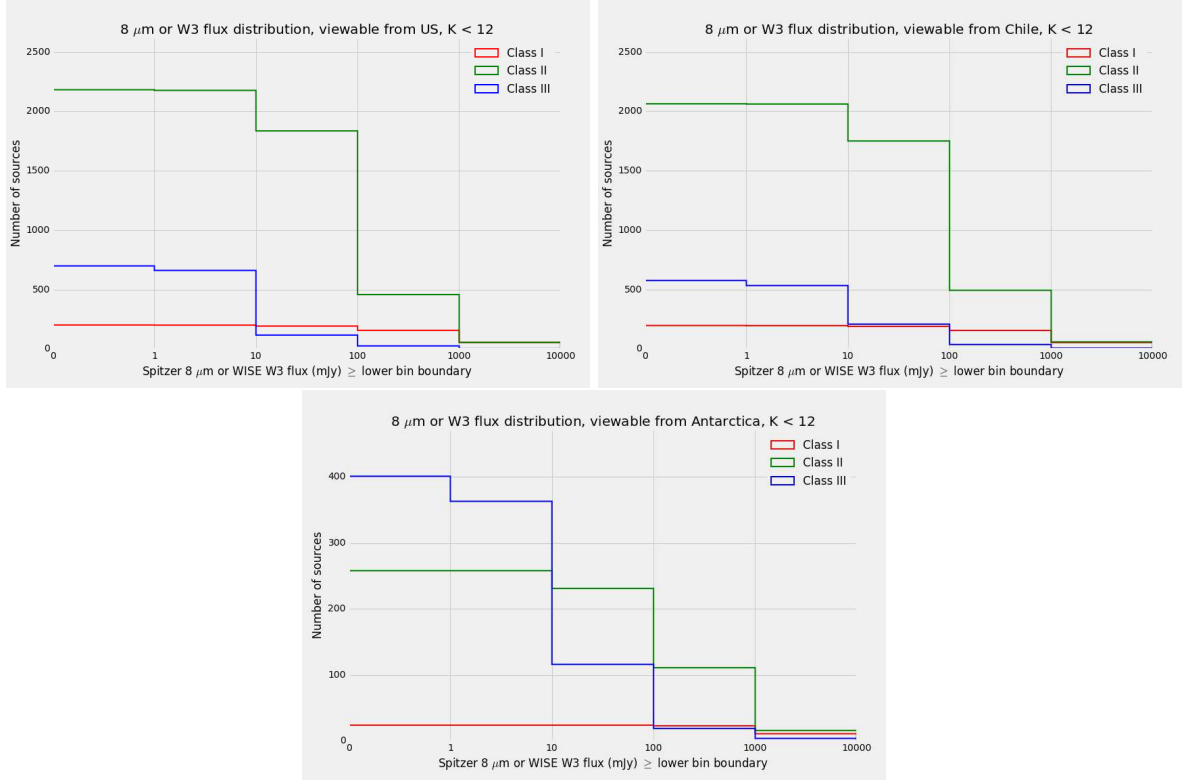 8 μm or W3 flux distribution, viewable from US, K < 12
Class I
Class II
Class III
Number of sources
2500
2000
1500
1000
500
0
0 1 10 100 1000 10000
Spitzer 8 μm or WISE W3 flux (mJy) ≥ lower bin boundary
8 μm or W3 flux distribution, viewable from Chile, K < 12
Class I
Class II
Class III
Number of sources
2500
2000
1500
1000
500
0
0 1 10 100 1000 10000
Spitzer 8 μm or WISE W3 flux (mJy) ≥ lower bin boundary
8 μm or W3 flux distribution, viewable from Antarctica, K < 12
Class I
Class II
Class III
Number of sources
400
300
200
100
0
0 1 10 100 1000 10000
Spitzer 8 μm or WISE W3 flux (mJy) ≥ lower bin boundary